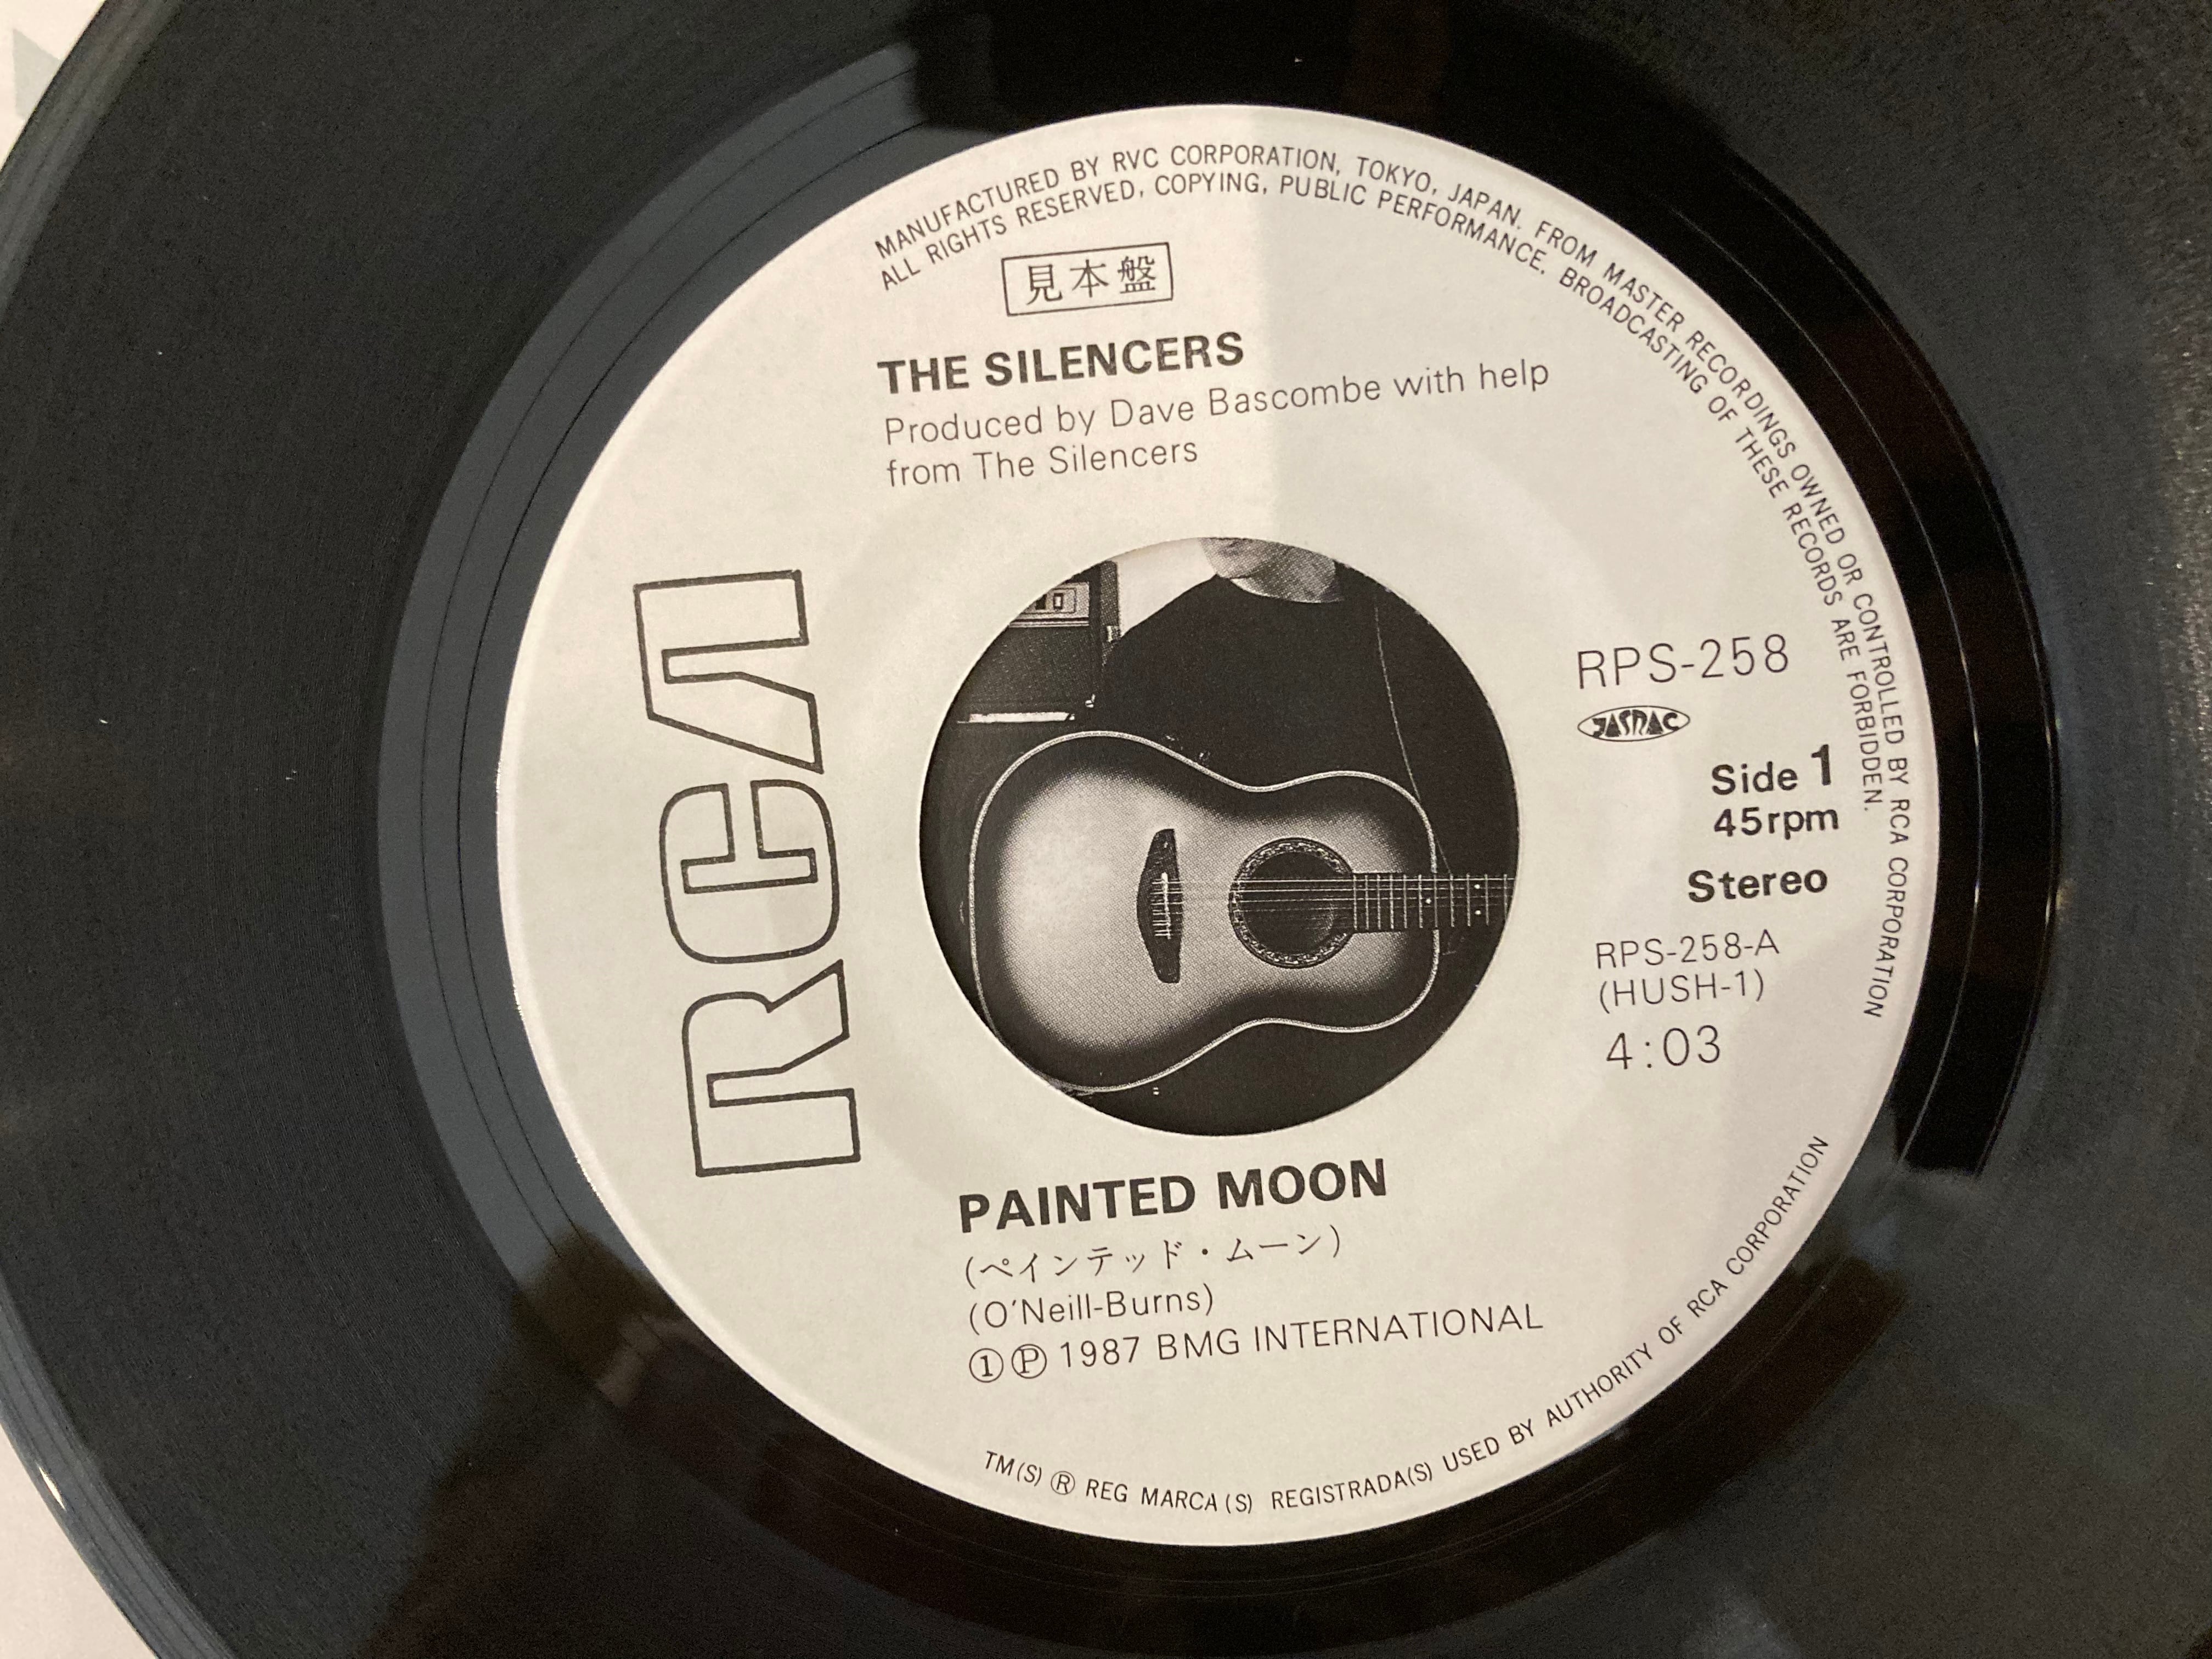 MANUFACTURED BY RVC CORPORATION, TOKYO, JAPAN. FROM MASTER RECORDINGS OWNED OR CONTROLLED BY RCA CORPORATION
ALL RIGHTS RESERVED, COPYING, PUBLIC PERFORMANCE, BROADCASTING OF THESE RECORDS ARE FORBIDDEN.
見本盤
THE SILENCERS
Produced by Dave Bascombe with help
from The Silencers
RCA
RPS-258
JASRAC
Side 1
45rpm
Stereo
RPS-258-A
(HUSH-1)
4:03
PAINTED MOON
(ペインテッド・ムーン)
(O'Neill-Burns)
①Ⓟ 1987 BMG INTERNATIONAL
TM(S) ® REG MARCA (S) REGISTRADA(S) USED BY AUTHORITY OF RCA CORPORATION